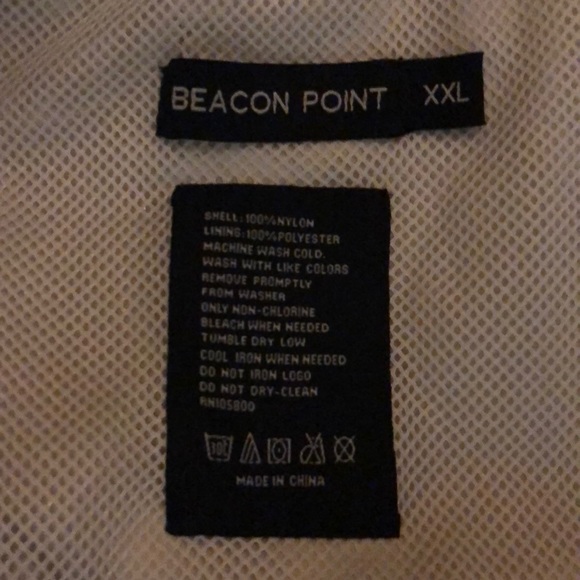 BEACON POINT XXL
SHELL:100%NYLON
LINING:100%POLYESTER
MACHINE WASH COLD.
WASH WITH LIKE COLORS
REMOVE PROMPTLY
FROM WASHER
ONLY NON-CHLORINE
BLEACH WHEN NEEDED
TUMBLE DRY LOW
COOL IRON WHEN NEEDED
DO NOT IRON LOGO
DO NOT DRY-CLEAN
RN105800
MADE IN CHINA